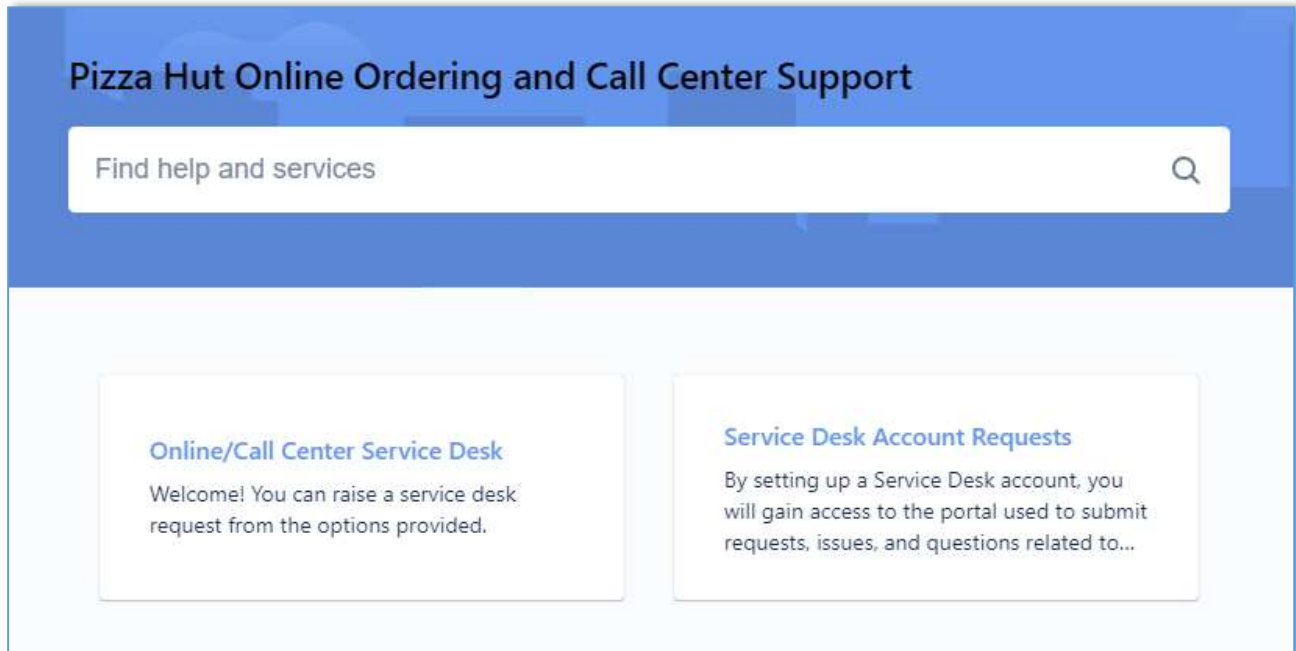 Pizza Hut Online Ordering and Call Center Support
Find help and services
Online/Call Center Service Desk
Welcome! You can raise a service desk
request from the options provided.
Service Desk Account Requests
By setting up a Service Desk account, you
will gain access to the portal used to submit
requests, issues, and questions related to...